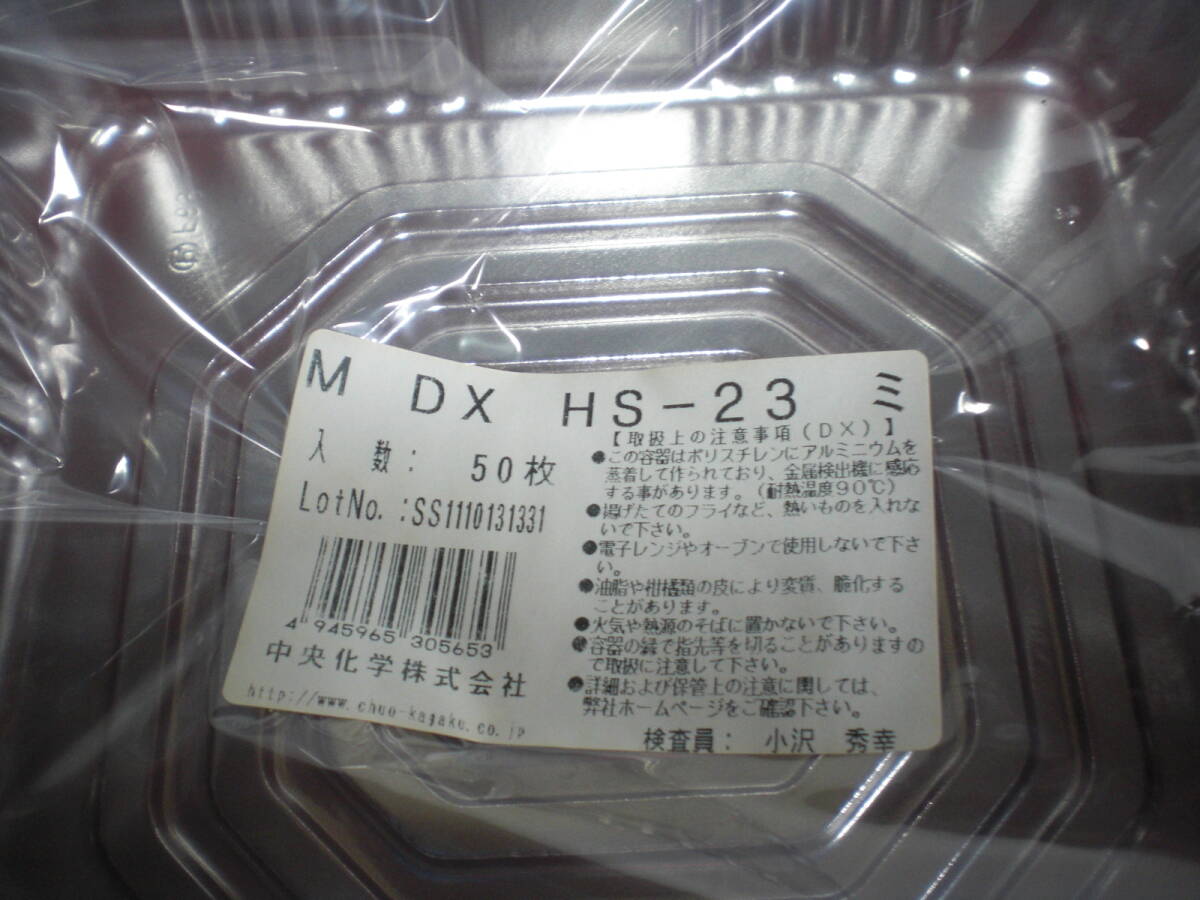 M DX HS-23 ミ
入数: 50枚
LotNo.:SS1110131331
4 945965 305653
中央化学株式会社
http://www.chuo-kagaku.co.jp
【取扱上の注意事項(DX)】
●この容器はポリスチレンにアルミニウムを
蒸着して作られており、金属検出機に感応
する事があります。(耐熱温度90℃)
●揚げたてのフライなど、熱いものを入れな
いで下さい。
●電子レンジやオーブンで使用しないで下さ
い。
●油脂や柑橘類の皮により変質、脆化する
ことがあります。
●火気や熱源のそばに置かないで下さい。
●容器の縁で指先等を切ることがありますの
で取扱に注意して下さい。
●詳細および保管上の注意に関しては、
弊社ホームページをご確認下さい。
検査員: 小沢 秀幸